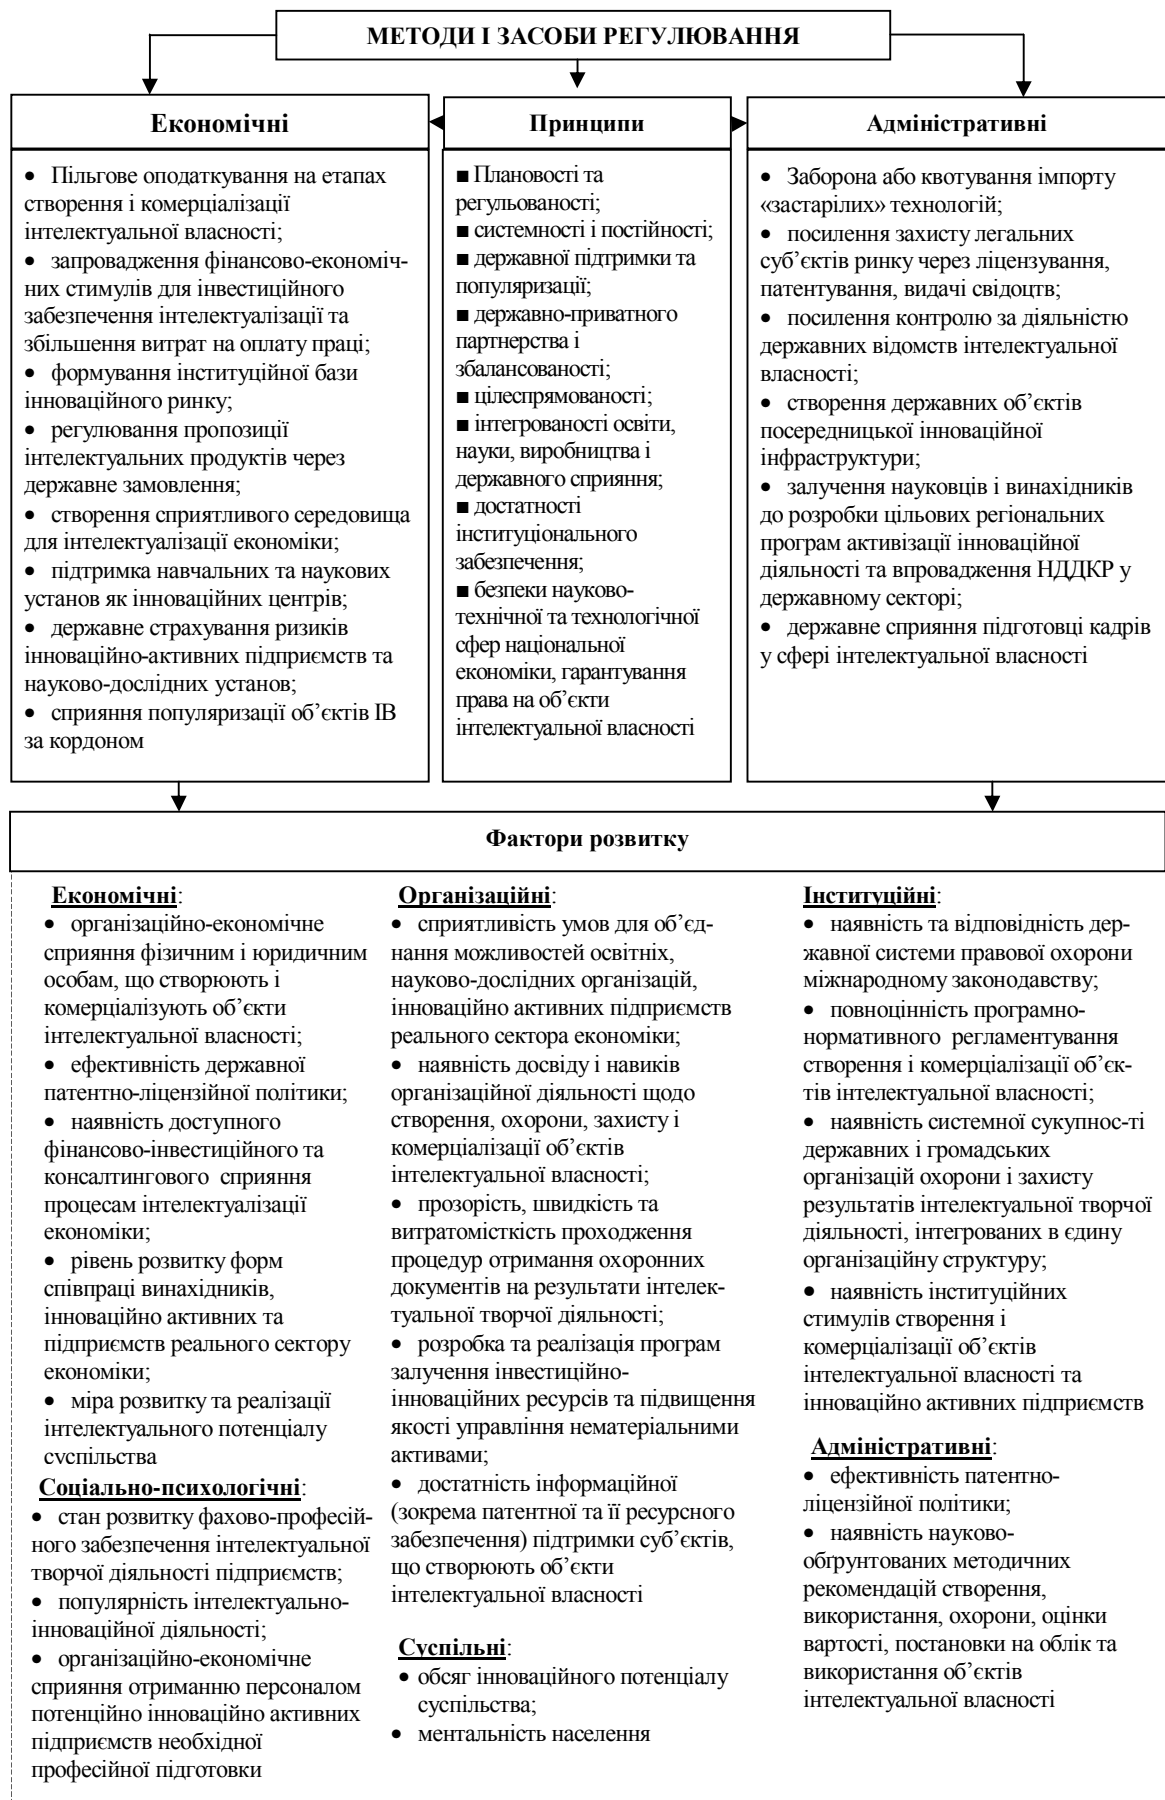 МЕТОДИ І ЗАСОБИ РЕГУЛЮВАННЯ
Економічні
• Пільгове оподаткування на етапах
створення і комерціалізації
інтелектуальної власності;
• запровадження фінансово-економіч-
них стимулів для інвестиційного
забезпечення інтелектуалізації та
збільшення витрат на оплату праці;
• формування інституційної бази
інноваційного ринку;
• регулювання пропозиції
інтелектуальних продуктів через
державне замовлення;
• створення сприятливого середовища
для інтелектуалізації економіки;
• підтримка навчальних та наукових
установ як інноваційних центрів;
• державне страхування ризиків
інноваційно-активних підприємств та
науково-дослідних установ;
• сприяння популяризації об’єктів ІВ
за кордоном
Принципи
■ Плановості та
регульованості;
■ системності і постійності;
■ державної підтримки та
популяризації;
■ державно-приватного
партнерства і
збалансованості;
■ цілеспрямованості;
■ інтегрованості освіти,
науки, виробництва і
державного сприяння;
■ достатності
інституціонального
забезпечення;
■ безпеки науково-
технічної та технологічної
сфер національної
економіки, гарантування
права на об’єкти
інтелектуальної власності
Адміністративні
• Заборона або квотування імпорту
«застарілих» технологій;
• посилення захисту легальних
суб’єктів ринку через ліцензування,
патентування, видачі свідоцтв;
• посилення контролю за діяльністю
державних відомств інтелектуальної
власності;
• створення державних об’єктів
посередницької інноваційної
інфраструктури;
• залучення науковців і винахідників
до розробки цільових регіональних
програм активізації інноваційної
діяльності та впровадження НДДКР у
державному секторі;
• державне сприяння підготовці кадрів
у сфері інтелектуальної власності
Фактори розвитку
Економічні:
• організаційно-економічне
сприяння фізичним і юридичним
особам, що створюють і
комерціалізують об’єкти
інтелектуальної власності;
• ефективність державної
патентно-ліцензійної політики;
• наявність доступного
фінансово-інвестиційного та
консалтингового сприяння
процесам інтелектуалізації
економіки;
• рівень розвитку форм
співпраці винахідників,
інноваційно активних та
підприємств реального сектору
економіки;
• міра розвитку та реалізації
інтелектуального потенціалу
суспільства
Соціально-психологічні:
• стан розвитку фахово-професій-
ного забезпечення інтелектуальної
творчої діяльності підприємств;
• популярність інтелектуально-
інноваційної діяльності;
• організаційно-економічне
сприяння отриманню персоналом
потенційно інноваційно активних
підприємств необхідної
професійної підготовки
Організаційні:
• сприятливість умов для об’єд-
нання можливостей освітніх,
науково-дослідних організацій,
інноваційно активних підприємств
реального сектора економіки;
• наявність досвіду і навиків
організаційної діяльності щодо
створення, охорони, захисту і
комерціалізації об’єктів
інтелектуальної власності;
• прозорість, швидкість та
витратомісткість проходження
процедур отримання охоронних
документів на результати інтелек-
туальної творчої діяльності;
• розробка та реалізація програм
залучення інвестиційно-
інноваційних ресурсів та підвищення
якості управління нематеріальними
активами;
• достатність інформаційної
(зокрема патентної та її ресурсного
забезпечення) підтримки суб’єктів,
що створюють об’єкти
інтелектуальної власності
Суспільні:
• обсяг інноваційного потенціалу
суспільства;
• ментальність населення
Інституційні:
• наявність та відповідність дер-
жавної системи правової охорони
міжнародному законодавству;
• повноцінність програмно-
нормативного регламентування
створення і комерціалізації об’єк-
тів інтелектуальної власності;
• наявність системної сукупнос-ті
державних і громадських
організацій охорони і захисту
результатів інтелектуальної творчої
діяльності, інтегрованих в єдину
організаційну структуру;
• наявність інституційних
стимулів створення і
комерціалізації об’єктів
інтелектуальної власності та
інноваційно активних підприємств
Адміністративні:
• ефективність патентно-
ліцензійної політики;
• наявність науково-
обґрунтованих методичних
рекомендацій створення,
використання, охорони, оцінки
вартості, постановки на облік та
використання об’єктів
інтелектуальної власності